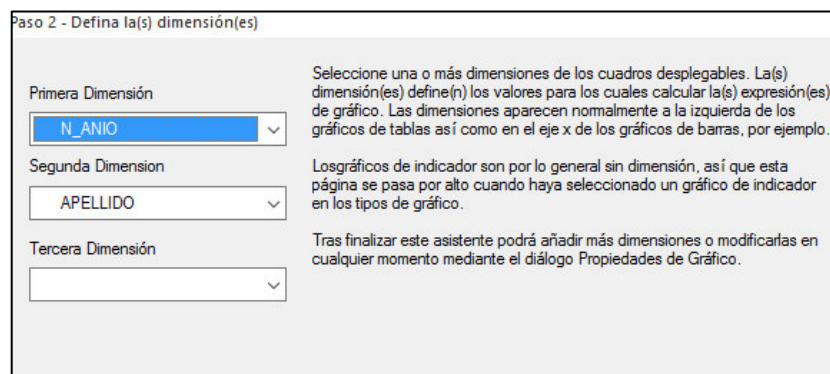 Paso 2 - Defina la(s) dimensión(es)
Primera Dimensión
N_ANIO
Segunda Dimension
APELLIDO
Tercera Dimensión
Seleccione una o más dimensiones de los cuadros desplegables. La(s)
dimensión(es) define(n) los valores para los cuales calcular la(s) expresión(es)
de gráfico. Las dimensiones aparecen normalmente a la izquierda de los
gráficos de tablas así como en el eje x de los gráficos de barras, por ejemplo.
Losgráficos de indicador son por lo general sin dimensión, así que esta
página se pasa por alto cuando haya seleccionado un gráfico de indicador
en los tipos de gráfico.
Tras finalizar este asistente podrá añadir más dimensiones o modificarlas en
cualquier momento mediante el diálogo Propiedades de Gráfico.